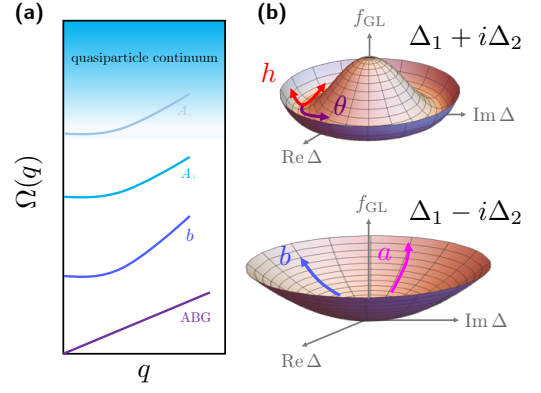 (a)
quasiparticle continuum
A
A₋
b
ABG
Ω(q)
q
(b)
f_GL
Δ₁ + iΔ₂
h
θ
Im Δ
Re Δ
f_GL
Δ₁ − iΔ₂
b
a
Im Δ
Re Δ